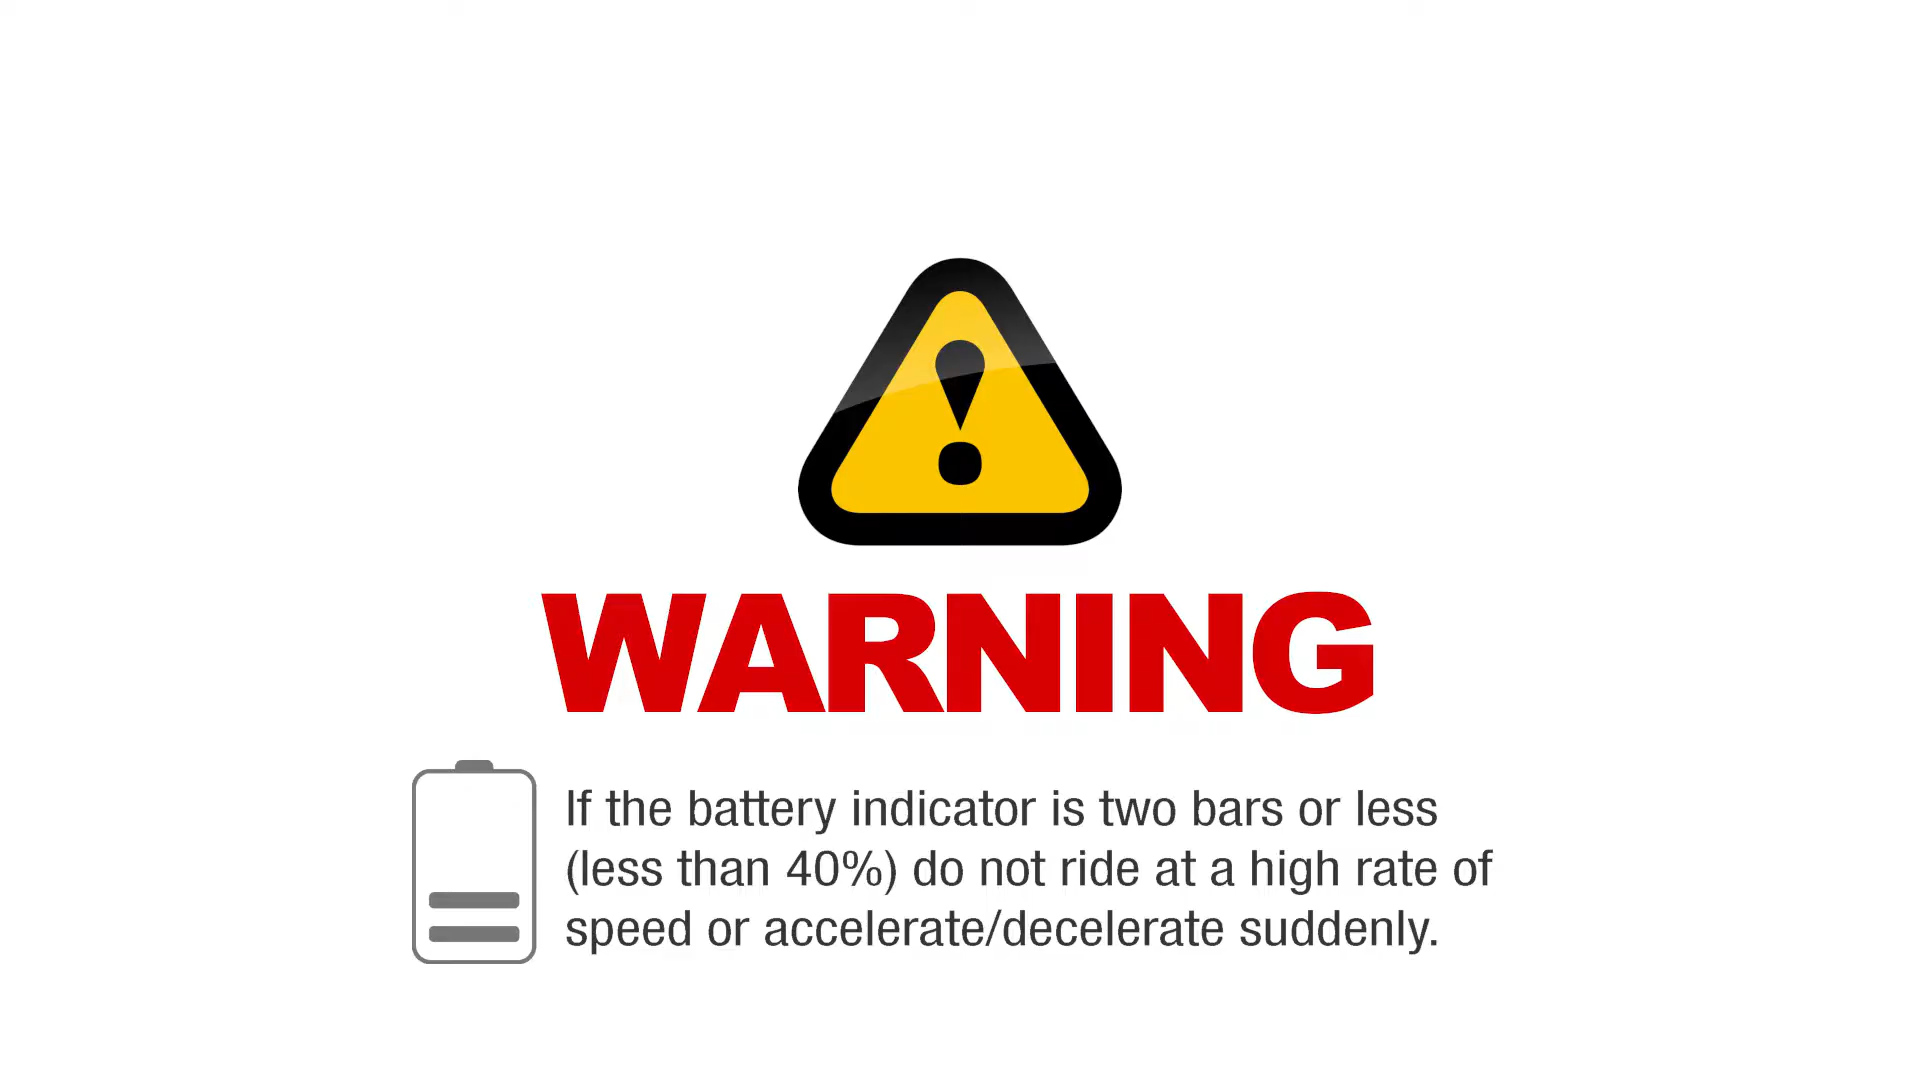 WARNING
If the battery indicator is two bars or less
(less than 40%) do not ride at a high rate of
speed or accelerate/decelerate suddenly.